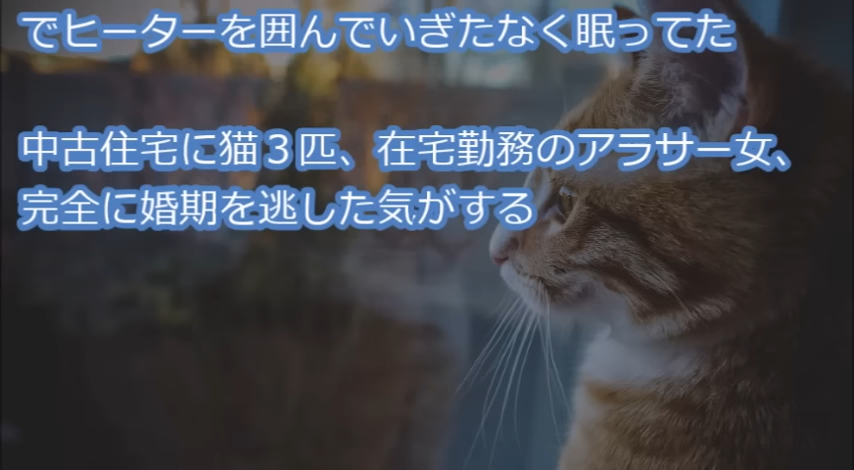 でヒーターを囲んでいぎたなく眠ってた
中古住宅に猫３匹、在宅勤務のアラサー女、
完全に婚期を逃した気がする